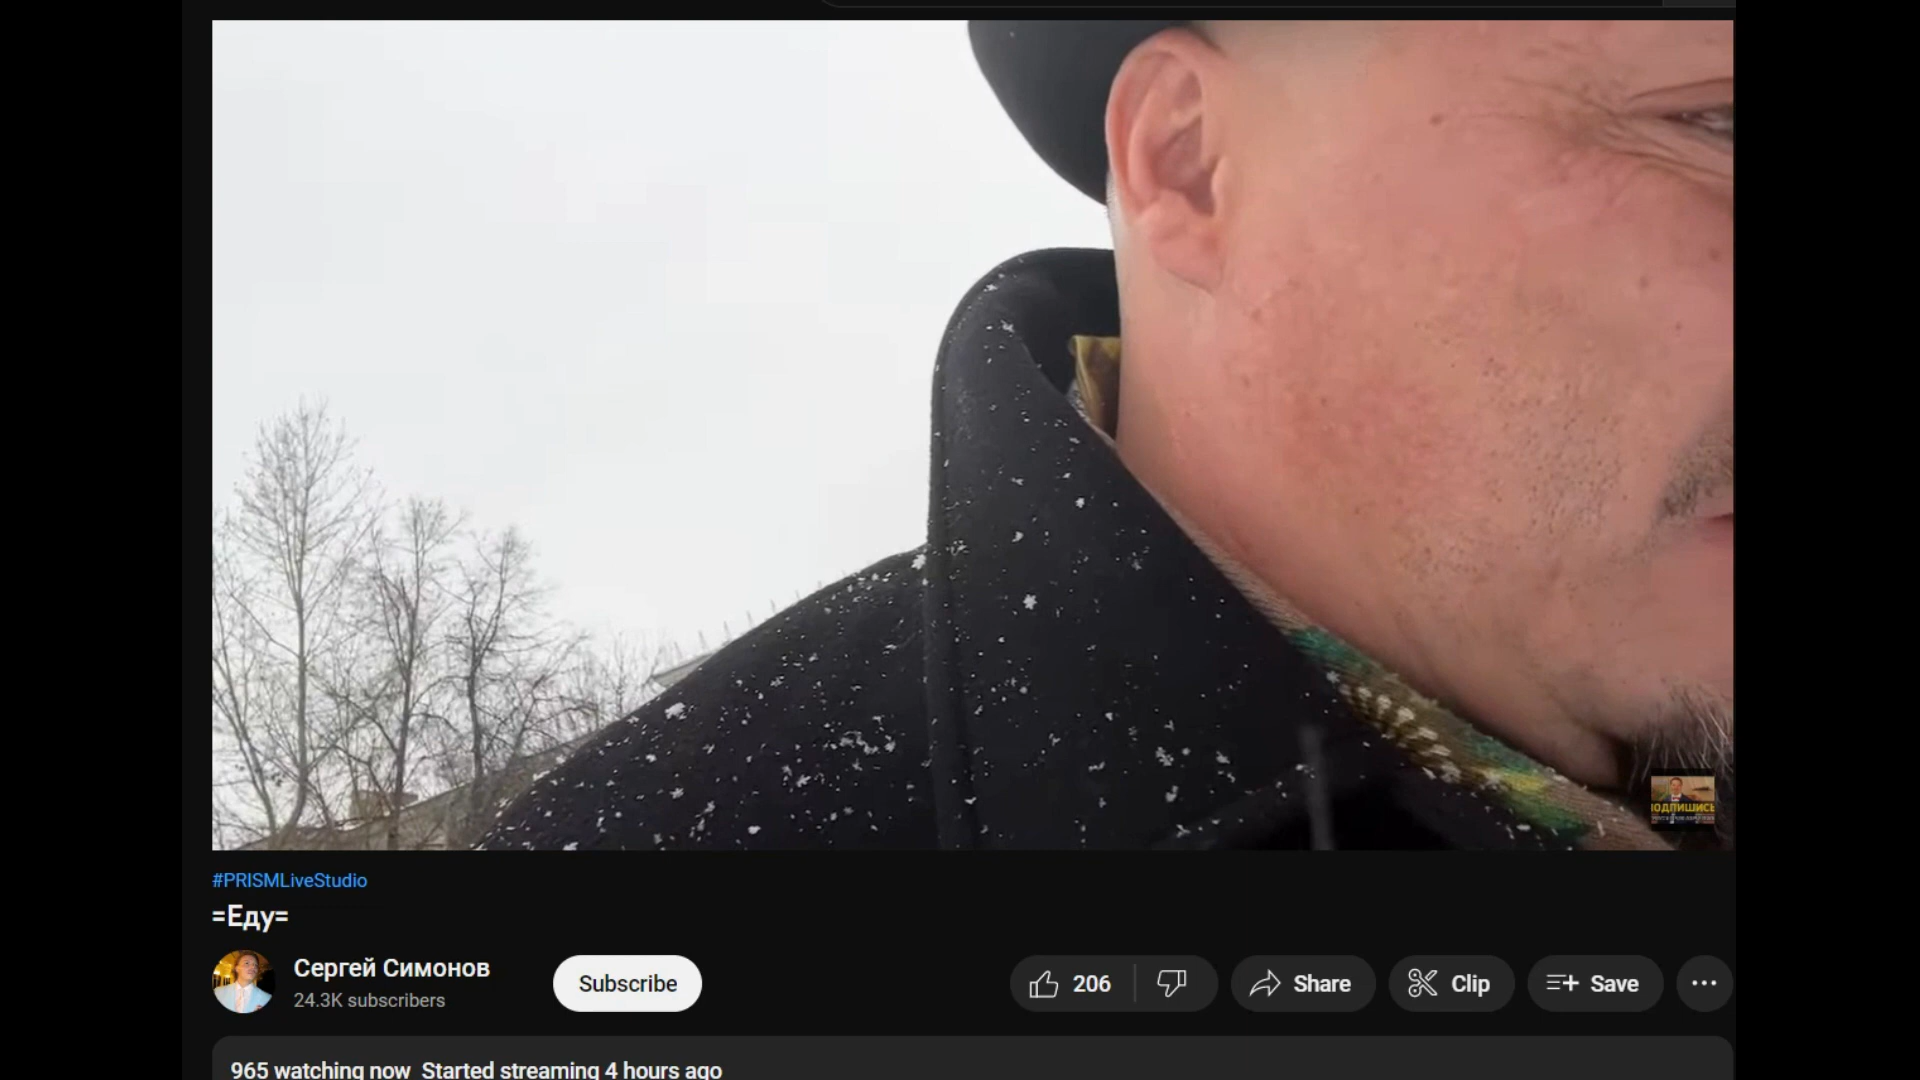 ПОДПИШИСЬ
#PRISMLiveStudio
=Еду=
Сергей Симонов
24.3K subscribers
Subscribe
206
Share
Clip
Save
965 watching now Started streaming 4 hours ago